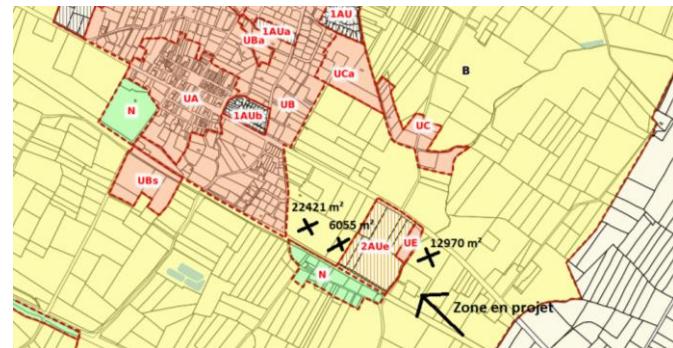 1AU
1AUa
UBa
B
UCa
UA
UB
N
1AUb
UC
UBs
22421 m²
6055 m²
2AUe
UE
12970 m²
N
Zone en projet